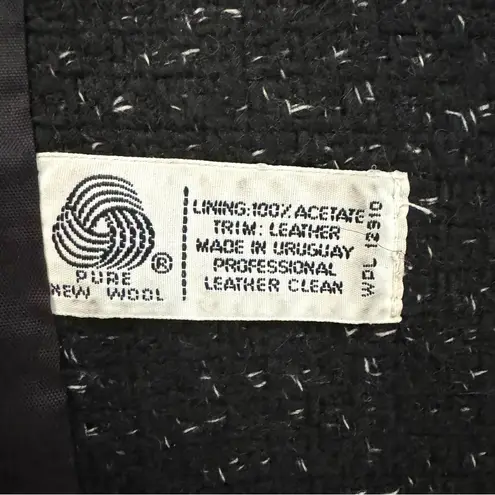 PURE
NEW WOOL
®
LINING:100% ACETATE
TRIM: LEATHER
MADE IN URUGUAY
PROFESSIONAL
LEATHER CLEAN
WPL 12310